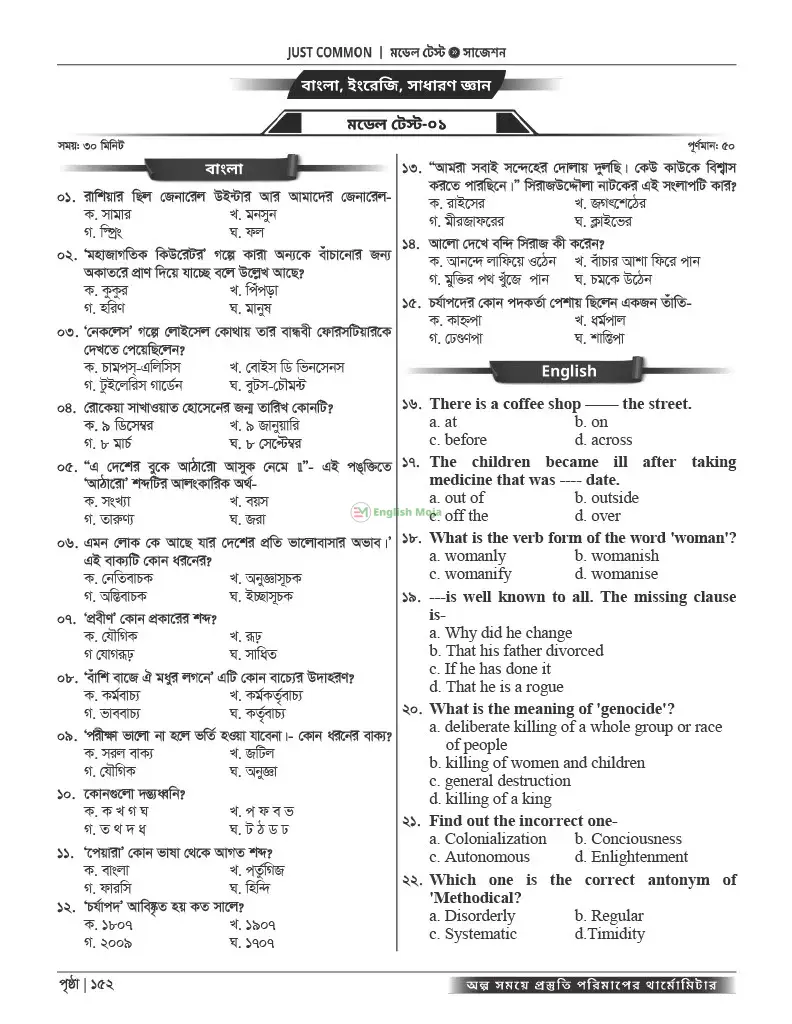 JUST COMMON | মডেল টেস্ট » সাজেশন
বাংলা, ইংরেজি, সাধারণ জ্ঞান
মডেল টেস্ট-০১
সময়: ৩০ মিনিট
পূর্ণমান: ৫০
বাংলা
০১. রাশিয়ার ছিল জেনারেল উইন্টার আর আমাদের জেনারেল-
ক. সামার খ. মনসুন
গ. স্প্রিং ঘ. ফল
০২. ‘মহাজাগতিক কিউরেটর’ গল্পে কারা অন্যকে বাঁচানোর জন্য
অকাতরে প্রাণ দিয়ে যাচ্ছে বলে উল্লেখ আছে?
ক. কুকুর খ. পিঁপড়া
গ. হরিণ ঘ. মানুষ
০৩. ‘নেকলেস’ গল্পে লোইসেল কোথায় তার বান্ধবী ফোরসটিয়ারকে
দেখতে পেয়েছিলেন?
ক. চামপস্-এলিসিস খ. বোইস ডি ভিনসেনস
গ. টুইলেরিস গার্ডেন ঘ. বুটস-চৌমন্ট
০৪. রোকেয়া সাখাওয়াত হোসেনের জন্ম তারিখ কোনটি?
ক. ৯ ডিসেম্বর খ. ৯ জানুয়ারি
গ. ৮ মার্চ ঘ. ৮ সেপ্টেম্বর
০৫. “এ দেশের বুকে আঠারো আসুক নেমে ॥”- এই পঙ্ক্তিতে
‘আঠারো’ শব্দটির আলংকারিক অর্থ-
ক. সংখ্যা খ. বয়স
গ. তারুণ্য ঘ. জরা
০৬. এমন লোক কে আছে যার দেশের প্রতি ভালোবাসার অভাব।’
এই বাক্যটি কোন ধরনের?
ক. নেতিবাচক খ. অনুজ্ঞাসূচক
গ. অস্তিবাচক ঘ. ইচ্ছাসূচক
০৭. ‘প্রবীণ’ কোন প্রকারের শব্দ?
ক. যৌগিক খ. রূঢ়
গ যোগরূঢ় ঘ. সাধিত
০৮. ‘বাঁশি বাজে ঐ মধুর লগনে’ এটি কোন বাচ্যের উদাহরণ?
ক. কর্মবাচ্য খ. কর্মকর্তৃবাচ্য
গ. ভাববাচ্য ঘ. কর্তৃবাচ্য
০৯. ‘পরীক্ষা ভালো না হলে ভর্তি হওয়া যাবেনা।- কোন ধরনের বাক্য?
ক. সরল বাক্য খ. জটিল
গ. যৌগিক ঘ. অনুজ্ঞা
১০. কোনগুলো দন্ত্যধ্বনি?
ক. ক খ গ ঘ খ. প ফ ব ভ
গ. ত থ দ ধ ঘ. ট ঠ ড ঢ
১১. ‘পেয়ারা’ কোন ভাষা থেকে আগত শব্দ?
ক. বাংলা খ. পর্তুগিজ
গ. ফারসি ঘ. হিন্দি
১২. ‘চর্যাপদ’ আবিষ্কৃত হয় কত সালে?
ক. ১৮০৭ খ. ১৯০৭
গ. ২০০৯ ঘ. ১৭০৭
১৩. “আমরা সবাই সন্দেহের দোলায় দুলছি। কেউ কাউকে বিশ্বাস
করতে পারছিনে।” সিরাজউদ্দৌলা নাটকের এই সংলাপটি কার?
ক. রাইসের খ. জগৎশেঠের
গ. মীরজাফরের ঘ. ক্লাইভের
১৪. আলো দেখে বন্দি সিরাজ কী করেন?
ক. আনন্দে লাফিয়ে ওঠেন খ. বাঁচার আশা ফিরে পান
গ. মুক্তির পথ খুঁজে পান ঘ. চমকে উঠেন
১৫. চর্যাপদের কোন পদকর্তা পেশায় ছিলেন একজন তাঁতি-
ক. কাহ্নপা খ. ধর্মপাল
গ. ঢেণ্ডণপা ঘ. শান্তিপা
English
১৬. There is a coffee shop —— the street.
a. at b. on
c. before d. across
১৭. The children became ill after taking
medicine that was ---- date.
a. out of b. outside
c. off the d. over
১৮. What is the verb form of the word 'woman'?
a. womanly b. womanish
c. womanify d. womanise
১৯. ---is well known to all. The missing clause
is-
a. Why did he change
b. That his father divorced
c. If he has done it
d. That he is a rogue
২০. What is the meaning of 'genocide'?
a. deliberate killing of a whole group or race
of people
b. killing of women and children
c. general destruction
d. killing of a king
২১. Find out the incorrect one-
a. Colonialization b. Conciousness
c. Autonomous d. Enlightenment
২২. Which one is the correct antonym of
'Methodical?
a. Disorderly b. Regular
c. Systematic d.Timidity
English Moja
পৃষ্ঠা | ১৫২
অল্প সময়ে প্রস্তুতি পরিমাপের থার্মোমিটার